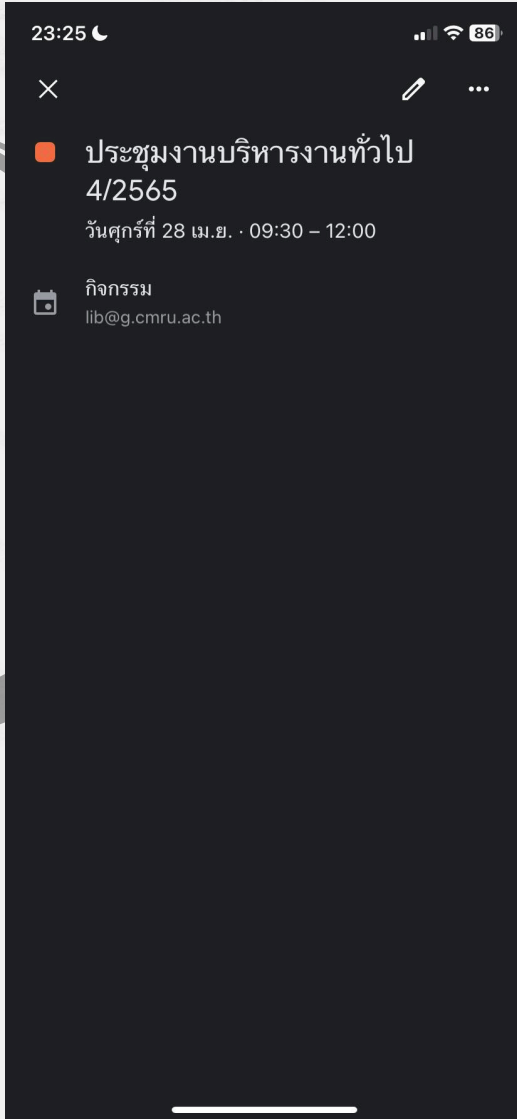 23:25
86
ประชุมงานบริหารงานทั่วไป
4/2565
วันศุกร์ที่ 28 เม.ย. · 09:30 – 12:00
กิจกรรม
lib@g.cmru.ac.th